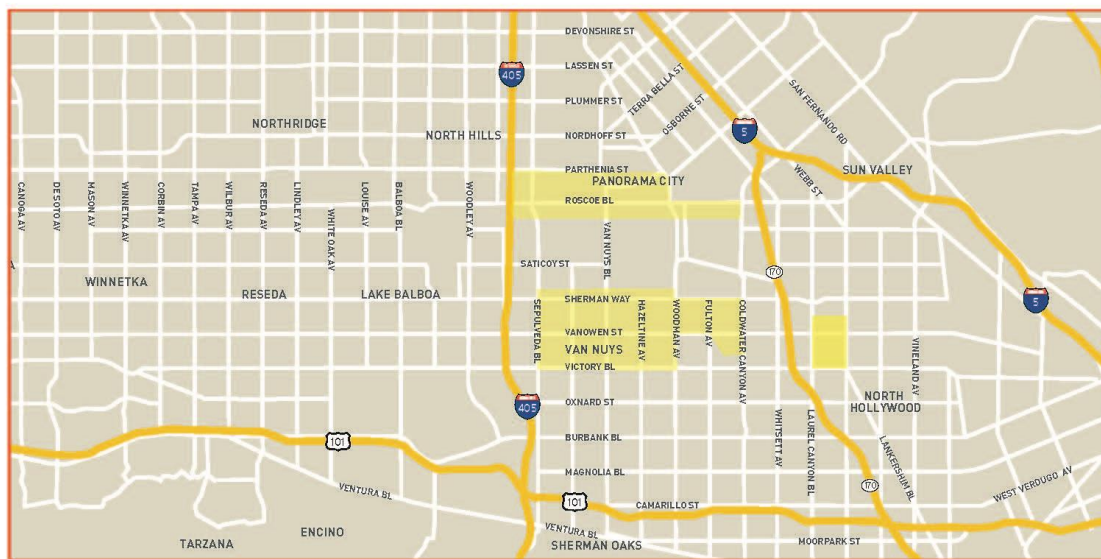 DEVONSHIRE ST
LASSEN ST
405
TERRA BELLA ST
PLUMMER ST
OSBORNE ST
SAN FERNANDO RD
NORTHRIDGE
NORTH HILLS
NORDHOFF ST
5
PARTHENIA ST
SUN VALLEY
WEBB ST
PANORAMA CITY
CANOGA AV
DE SOTO AV
MASON AV
WINNETKA AV
CORBIN AV
TAMPA AV
WILBUR AV
RESEDA AV
LINDLEY AV
WHITE OAK AV
LOUISE AV
BALBOA BL
WOODLEY AV
ROSCOE BL
VAN NUYS BL
SATICOY ST
170
A
WINNETKA
RESEDA
LAKE BALBOA
SEPULVEDA BL
SHERMAN WAY
HAZELTINE AV
WOODMAN AV
FULTON AV
COLDWATER CANYON AV
5
VANOWEN ST
VAN NUYS
VICTORY BL
VINELAND AV
405
OXNARD ST
NORTH
HOLLYWOOD
WHITSETT AV
LAUREL CANYON BL
LANKERSHIM BL
101
BURBANK BL
MAGNOLIA BL
WEST VERDUGO AV
170
VENTURA BL
101
CAMARILLO ST
ENCINO
VENTURA BL
TARZANA
SHERMAN OAKS
MOORPARK ST